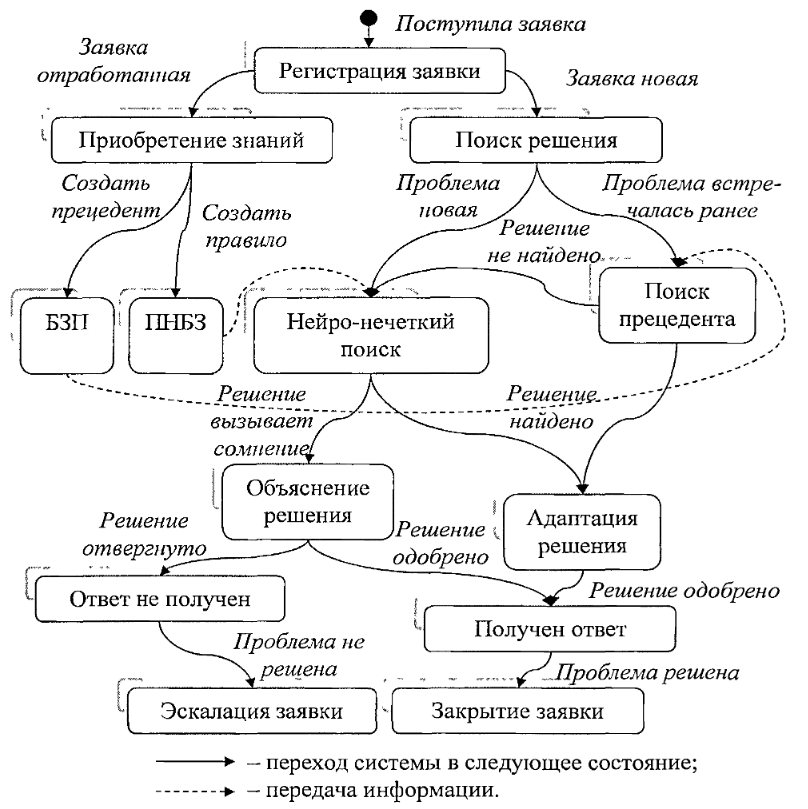 Поступила заявка
Заявка
отработанная
Регистрация заявки
Заявка новая
Приобретение знаний
Поиск решения
Создать
прецедент
Создать
правило
Проблема
новая
Проблема встре-
чалась ранее
Решение
не найдено
БЗП
ПНБЗ
Нейро-нечеткий
поиск
Поиск
прецедента
Решение
вызывает
сомнение
Решение
найдено
Объяснение
решения
Адаптация
решения
Решение
отвергнуто
Решение
одобрено
Решение одобрено
Ответ не получен
Получен ответ
Проблема не
решена
Проблема решена
Эскалация заявки
Закрытие заявки
– переход системы в следующее состояние;
– передача информации.